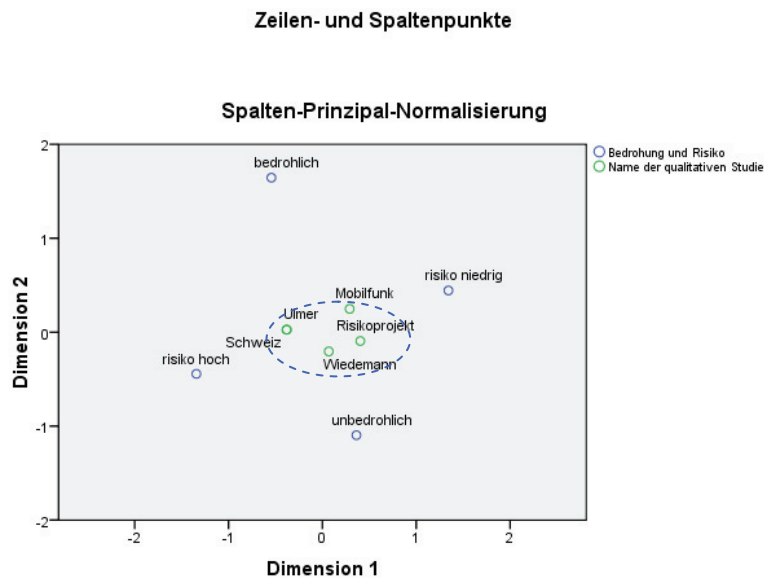 Zeilen- und Spaltenpunkte
Spalten-Prinzipal-Normalisierung
Bedrohung und Risiko
Name der qualitativen Studie
2
bedrohlich
1
risiko niedrig
Mobilfunk
Ulmer
Risikoprojekt
0
Schweiz
risiko hoch
Wiedemann
unbedrohlich
-1
-2
-2
-1
0
1
2
Dimension 2
Dimension 1